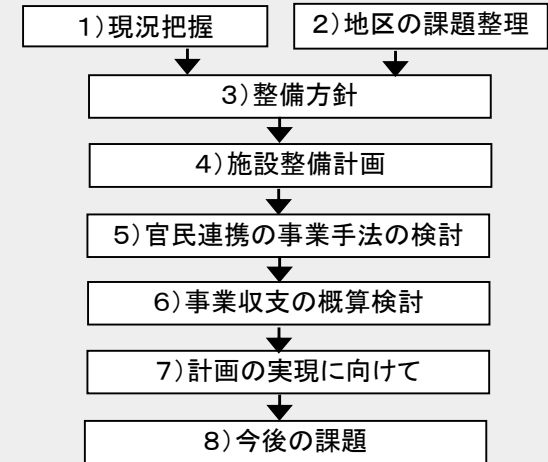 1)現況把握
2)地区の課題整理
3)整備方針
4)施設整備計画
5)官民連携の事業手法の検討
6)事業収支の概算検討
7)計画の実現に向けて
8)今後の課題